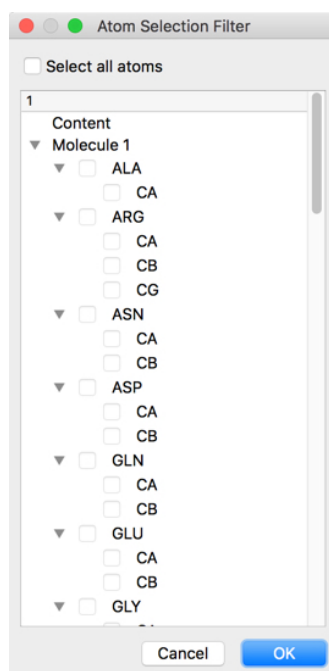 Atom Selection Filter
Select all atoms
1
Content
Molecule 1
ALA
CA
ARG
CA
CB
CG
ASN
CA
CB
ASP
CA
CB
GLN
CA
CB
GLU
CA
CB
GLY
Cancel OK